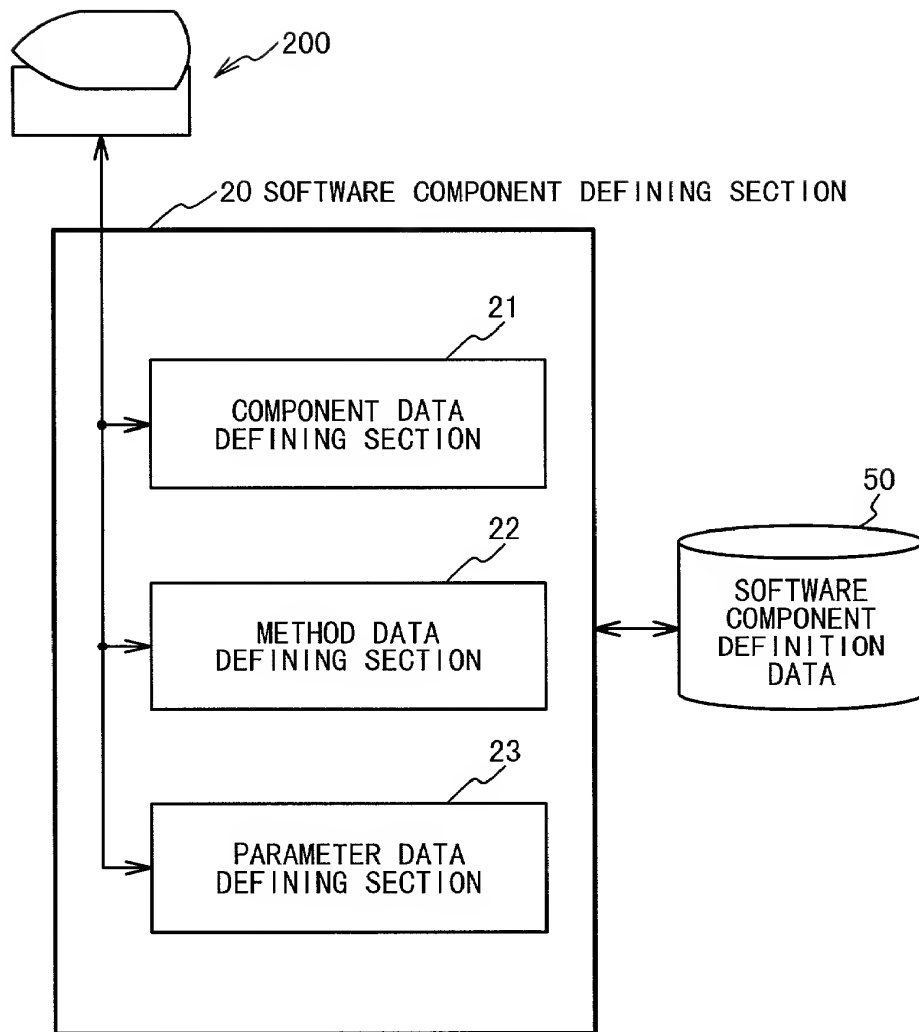 200
20 SOFTWARE COMPONENT DEFINING SECTION
21
COMPONENT DATA
DEFINING SECTION
22
METHOD DATA
DEFINING SECTION
50
SOFTWARE
COMPONENT
DEFINITION
DATA
23
PARAMETER DATA
DEFINING SECTION